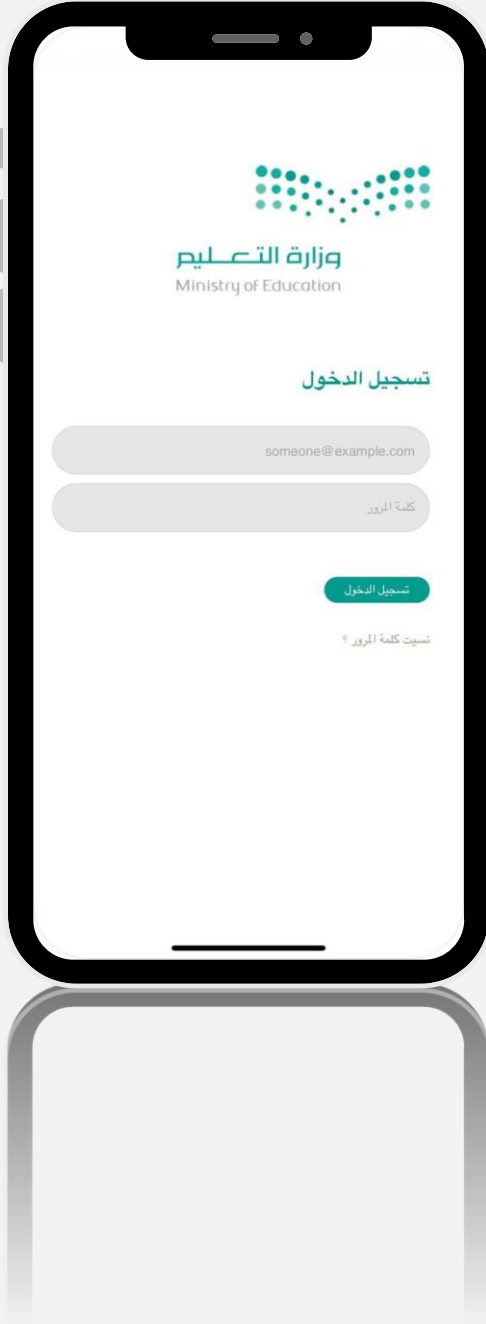 وزارة التعليم
Ministry of Education
تسجيل الدخول
someone@example.com
كلمة المرور
تسجيل الدخول
نسيت كلمة المرور ؟